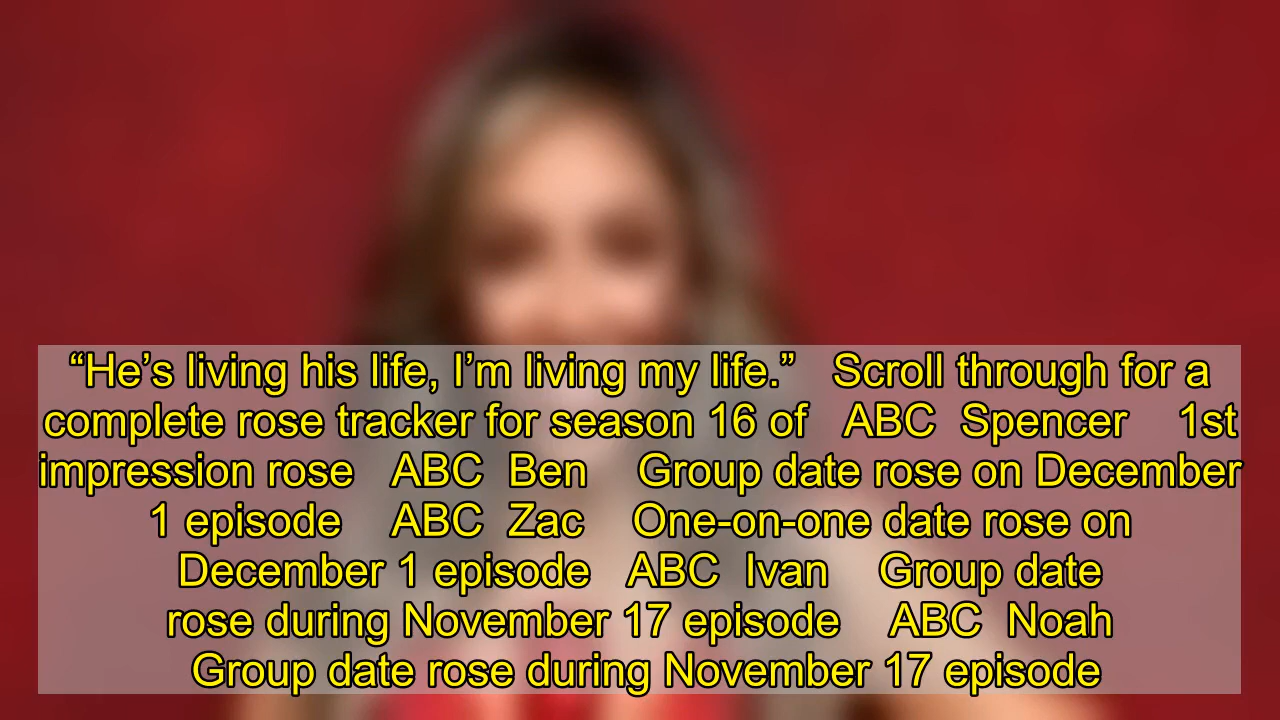 “He’s living his life, I’m living my life.”   Scroll through for a
complete rose tracker for season 16 of   ABC  Spencer    1st
impression rose   ABC  Ben    Group date rose on December
1 episode    ABC  Zac    One-on-one date rose on
December 1 episode   ABC  Ivan    Group date
rose during November 17 episode    ABC  Noah
Group date rose during November 17 episode